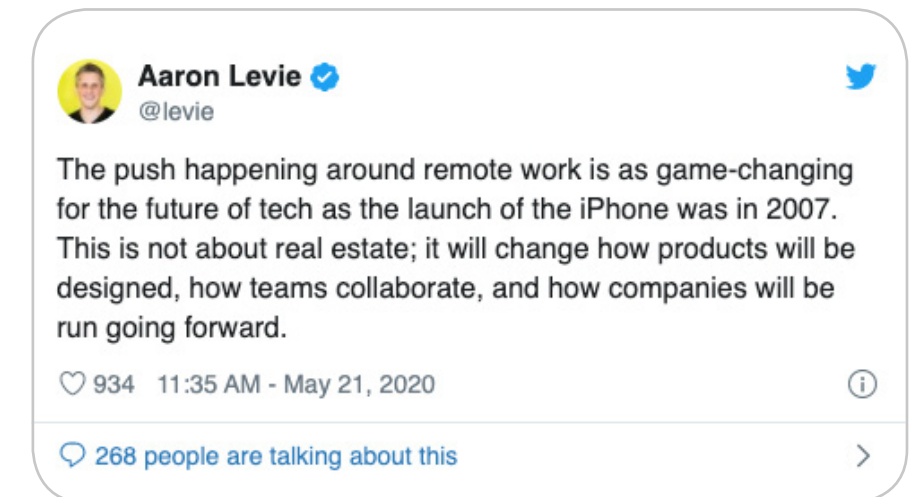 Aaron Levie
@levie
The push happening around remote work is as game-changing
for the future of tech as the launch of the iPhone was in 2007.
This is not about real estate; it will change how products will be
designed, how teams collaborate, and how companies will be
run going forward.
934 11:35 AM - May 21, 2020
268 people are talking about this